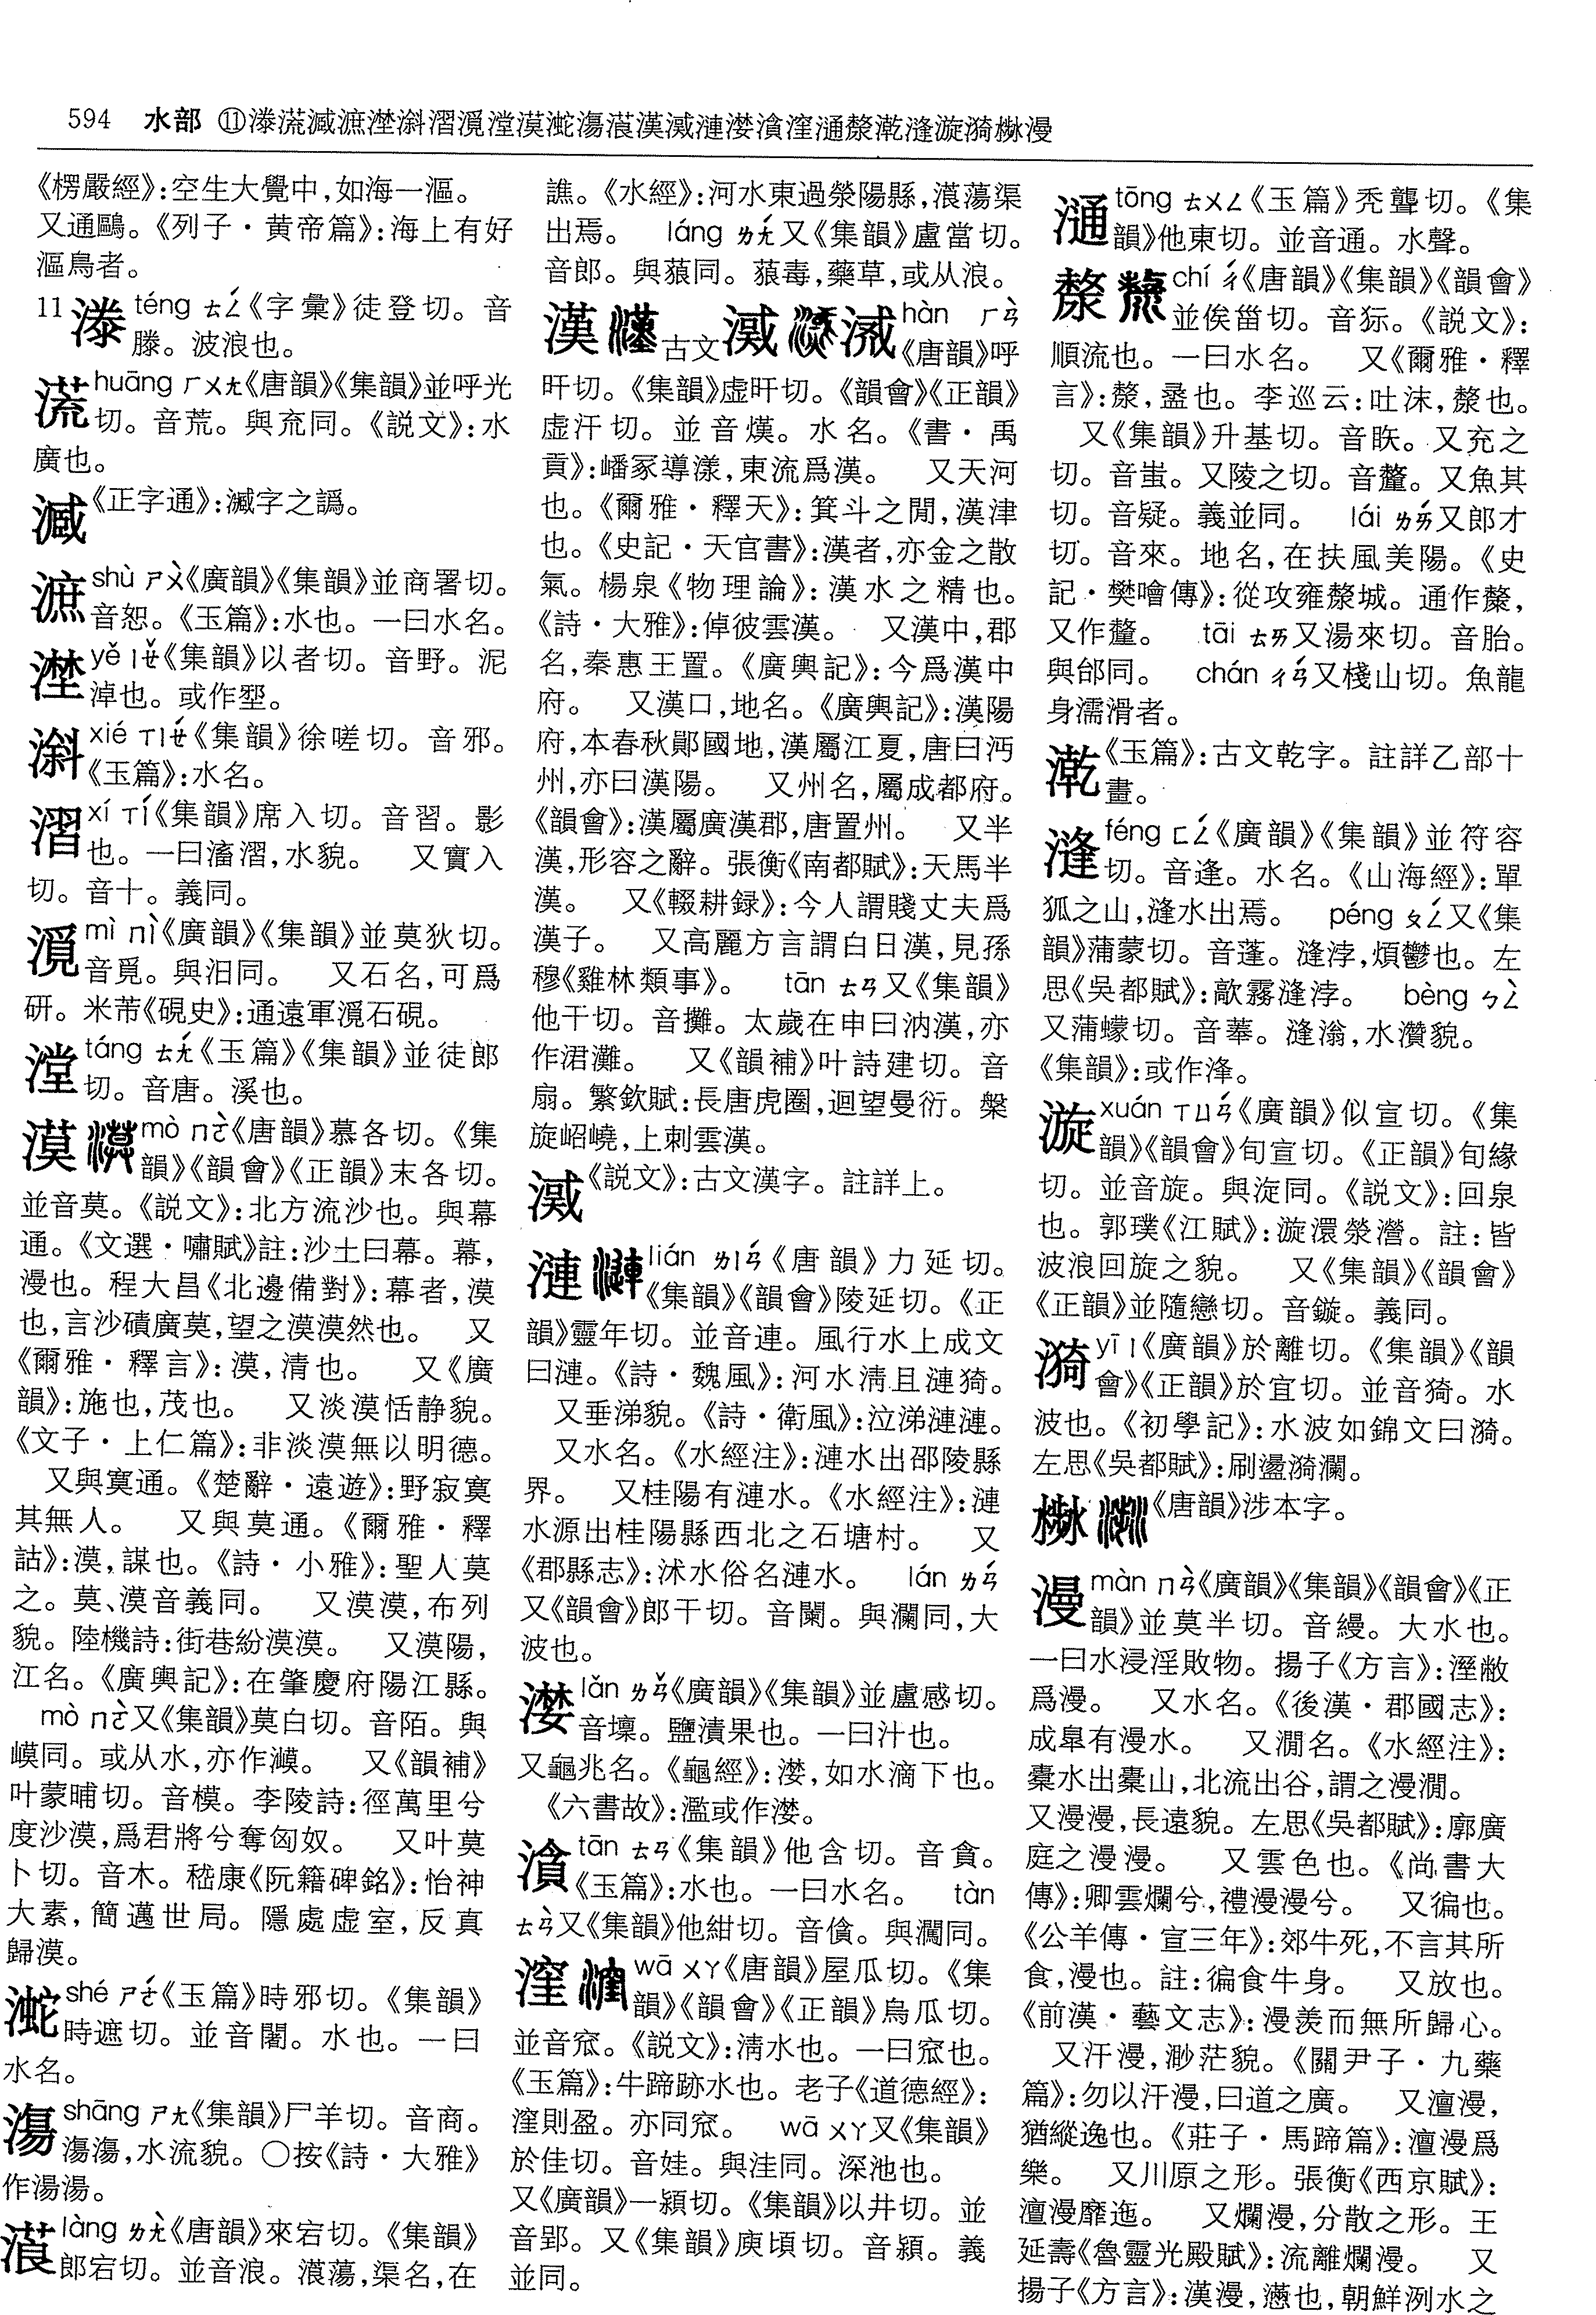 594 水部 ⑪漛㵃減漉漜㴬漝漞漟漠㵃漡蒗漢㵄漣漤㵅漥㵍漦漧漨漩漪㵗漫
《楞嚴經》:空生大覺中,如海一漚。
又通鷗。《列子·黄帝篇》:海上有好
漚鳥者。
11漛 téng ㄊㄥˊ《字彙》徒登切。音
滕。波浪也。
huāng ㄏㄨㄤ《唐韻》《集韻》並呼光
切。音荒。與㐬同。《説文》:水
廣也。
《正字通》:滅字之譌。
shù ㄕㄨˋ《廣韻》《集韻》並商署切。
音恕。《玉篇》:水也。一曰水名。
漜 yě ㄧㄝˇ《集韻》以者切。音野。泥
淖也。或作埜。
xié ㄒㄧㄝˊ《集韻》徐嗟切。音邪。
《玉篇》:水名。
漝 xí ㄒㄧˊ《集韻》席入切。音習。影
也。一曰滀漝,水貌。 又實入
切。音十。義同。
漞 mì ㄇㄧˋ《廣韻》《集韻》並莫狄切。
音覓。與汨同。 又石名,可爲
研。米芾《硯史》:通遠軍漞石硯。
漟 táng ㄊㄤˊ《玉篇》《集韻》並徒郎
切。音唐。溪也。
漠 mò ㄇㄛˋ《唐韻》慕各切。《集
韻》《韻會》《正韻》末各切。
並音莫。《説文》:北方流沙也。與幕
通。《文選·嘯賦》註:沙土曰幕。幕,
漫也。程大昌《北邊備對》:幕者,漠
也,言沙磧廣莫,望之漠漠然也。 又
《爾雅·釋言》:漠,清也。 又《廣
韻》:施也,茂也。 又淡漠恬静貌。
《文子·上仁篇》:非淡漠無以明德。
又與寞通。《楚辭·遠遊》:野寂寞
其無人。 又與莫通。《爾雅·釋
詁》:漠,謀也。《詩·小雅》:聖人莫
之。莫、漠音義同。 又漠漠,布列
貌。陸機詩:街巷紛漠漠。 又漠陽,
江名。《廣輿記》:在肇慶府陽江縣。
mò ㄇㄛˋ又《集韻》莫白切。音陌。與
嗼同。或从水,亦作㵹。 又《韻補》
叶蒙晡切。音模。李陵詩:徑萬里兮
度沙漠,爲君將兮奪匈奴。 又叶莫
卜切。音木。嵇康《阮籍碑銘》:怡神
大素,簡邁世局。隱處虚室,反真
歸漠。
shé ㄕㄜˊ《玉篇》時邪切。《集韻》
時遮切。並音闍。水也。一曰
水名。
shāng ㄕㄤ《集韻》尸羊切。音商。
漡漡,水流貌。○按《詩·大雅》
作湯湯。
làng ㄌㄤˋ《唐韻》來宕切。《集韻》
郎宕切。並音浪。蒗蕩,渠名,在
譙。《水經》:河水東過滎陽縣,蒗蕩渠
出焉。 láng ㄌㄤˊ又《集韻》盧當切。
音郎。與蒗同。蒗毒,藥草,或从浪。
漢 古文 hàn ㄏㄢˋ
《唐韻》呼
旰切。《集韻》虚旰切。《韻會》《正韻》
虚汗切。並音熯。水名。《書·禹
貢》:嶓冢導漾,東流爲漢。 又天河
也。《爾雅·釋天》:箕斗之閒,漢津
也。《史記·天官書》:漢者,亦金之散
氣。楊泉《物理論》:漢水之精也。
《詩·大雅》:倬彼雲漢。 又漢中,郡
名,秦惠王置。《廣輿記》:今爲漢中
府。 又漢口,地名。《廣輿記》:漢陽
府,本春秋鄖國地,漢屬江夏,唐曰沔
州,亦曰漢陽。 又州名,屬成都府。
《韻會》:漢屬廣漢郡,唐置州。 又半
漢,形容之辭。張衡《南都賦》:天馬半
漢。 又《輟耕録》:今人謂賤丈夫爲
漢子。 又高麗方言謂白日漢,見孫
穆《雞林類事》。 tān ㄊㄢ又《集韻》
他干切。音攤。太歲在申曰汭漢,亦
作涒灘。 又《韻補》叶詩建切。音
扇。繁欽賦:長唐虎圈,迴望曼衍。槃
旋岹嶢,上刺雲漢。
《説文》:古文漢字。註詳上。
漣 lián ㄌㄧㄢˊ《唐韻》力延切。
《集韻》《韻會》陵延切。《正
韻》靈年切。並音連。風行水上成文
曰漣。《詩·魏風》:河水清且漣猗。
又垂涕貌。《詩·衛風》:泣涕漣漣。
又水名。《水經注》:漣水出邵陵縣
界。 又桂陽有漣水。《水經注》:漣
水源出桂陽縣西北之石塘村。 又
《郡縣志》:沭水俗名漣水。 lán ㄌㄢˊ
又《韻會》郎干切。音闌。與瀾同,大
波也。
漤 lǎn ㄌㄢˇ《廣韻》《集韻》並盧感切。
音壈。鹽漬果也。一曰汁也。
又龜兆名。《龜經》:漤,如水滴下也。
《六書故》:濫或作漤。
tān ㄊㄢ《集韻》他含切。音貪。
《玉篇》:水也。一曰水名。 tàn
ㄊㄢˋ又《集韻》他紺切。音僋。與灍同。
漥 wā ㄨㄚ《唐韻》屋瓜切。《集
韻》《韻會》《正韻》烏瓜切。
並音窊。《説文》:清水也。一曰窊也。
《玉篇》:牛蹄跡水也。老子《道德經》:
漥則盈。亦同窊。 wā ㄨㄚ又《集韻》
於佳切。音娃。與洼同。深池也。
又《廣韻》一潁切。《集韻》以井切。並
音郢。又《集韻》庾頃切。音潁。義
並同。
tōng ㄊㄨㄥ《玉篇》秃聾切。《集
韻》他東切。並音通。水聲。
漦 chí ㄔˊ《唐韻》《集韻》《韻會》
並俟甾切。音㹷。《説文》:
順流也。一曰水名。 又《爾雅·釋
言》:漦,盝也。李巡云:吐沫,漦也。
又《集韻》升基切。音眣。又充之
切。音蚩。又陵之切。音釐。又魚其
切。音疑。義並同。 lái ㄌㄞˊ又郎才
切。音來。地名,在扶風美陽。《史
記·樊噲傳》:從攻雍漦城。通作斄,
又作釐。 tāi ㄊㄞ又湯來切。音胎。
與邰同。 chán ㄔㄢˊ又棧山切。魚龍
身濡滑者。
漧 《玉篇》:古文乾字。註詳乙部十
畫。
漨 féng ㄈㄥˊ《廣韻》《集韻》並符容
切。音逢。水名。《山海經》:單
狐之山,漨水出焉。 péng ㄆㄥˊ又《集
韻》蒲蒙切。音蓬。漨浡,煩鬱也。左
思《吳都賦》:歊霧漨浡。 bèng ㄅㄥˋ
又蒲蠓切。音菶。漨滃,水瀵貌。
《集韻》:或作浲。
漩 xuán ㄒㄩㄢˊ《廣韻》似宣切。《集
韻》《韻會》旬宣切。《正韻》旬緣
切。並音旋。與淀同。《説文》:回泉
也。郭璞《江賦》:漩澴滎瀯。註:皆
波浪回旋之貌。 又《集韻》《韻會》
《正韻》並隨戀切。音鏇。義同。
漪 yī ㄧ《廣韻》於離切。《集韻》《韻
會》《正韻》於宜切。並音猗。水
波也。《初學記》:水波如錦文曰漪。
左思《吳都賦》:刷盪漪瀾。
《唐韻》涉本字。
漫 màn ㄇㄢˋ《廣韻》《集韻》《韻會》《正
韻》並莫半切。音縵。大水也。
一曰水浸淫敗物。揚子《方言》:溼敝
爲漫。 又水名。《後漢·郡國志》:
成臯有漫水。 又澗名。《水經注》:
橐水出橐山,北流出谷,謂之漫澗。
又漫漫,長遠貌。左思《吳都賦》:廓廣
庭之漫漫。 又雲色也。《尚書大
傳》:卿雲爛兮,禮漫漫兮。 又徧也。
《公羊傳·宣三年》:郊牛死,不言其所
食,漫也。註:徧食牛身。 又放也。
《前漢·藝文志》:漫羨而無所歸心。
又汗漫,渺茫貌。《關尹子·九藥
篇》:勿以汗漫,曰道之廣。 又澶漫,
猶縱逸也。《莊子·馬蹄篇》:澶漫爲
樂。 又川原之形。張衡《西京賦》:
澶漫靡迤。 又爛漫,分散之形。王
延壽《魯靈光殿賦》:流離爛漫。 又
揚子《方言》:漢漫,懣也,朝鮮洌水之